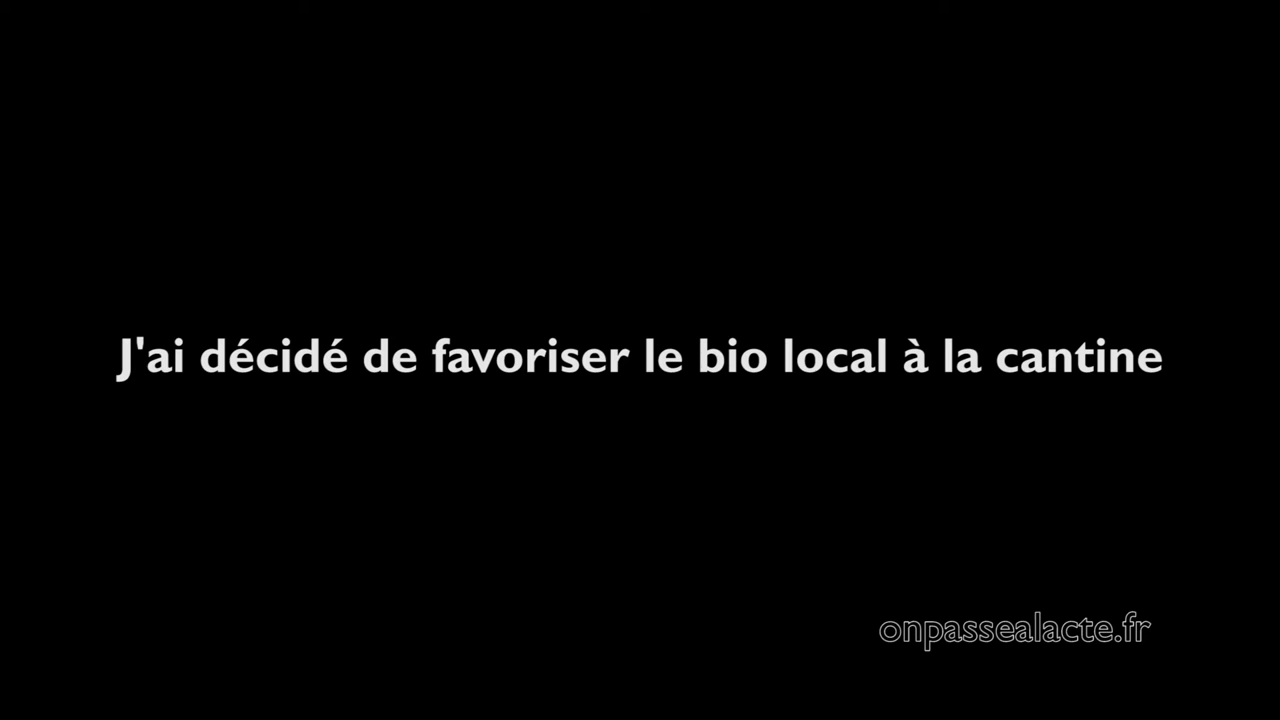 J'ai décidé de favoriser le bio local à la cantine
onpassealacte.fr